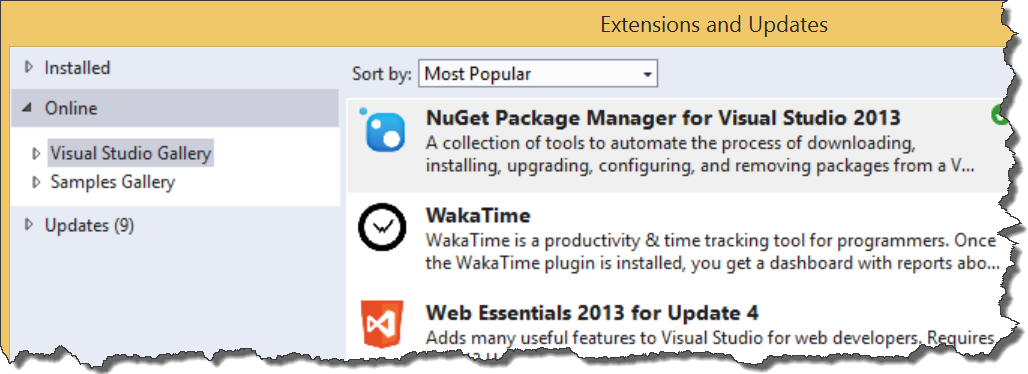 Extensions and Updates
Installed
Online
Visual Studio Gallery
Samples Gallery
Updates (9)
Sort by: Most Popular
NuGet Package Manager for Visual Studio 2013
A collection of tools to automate the process of downloading,
installing, upgrading, configuring, and removing packages from a V...
WakaTime
WakaTime is a productivity & time tracking tool for programmers. Once
the WakaTime plugin is installed, you get a dashboard with reports abo...
Web Essentials 2013 for Update 4
Adds many useful features to Visual Studio for web developers. Requires